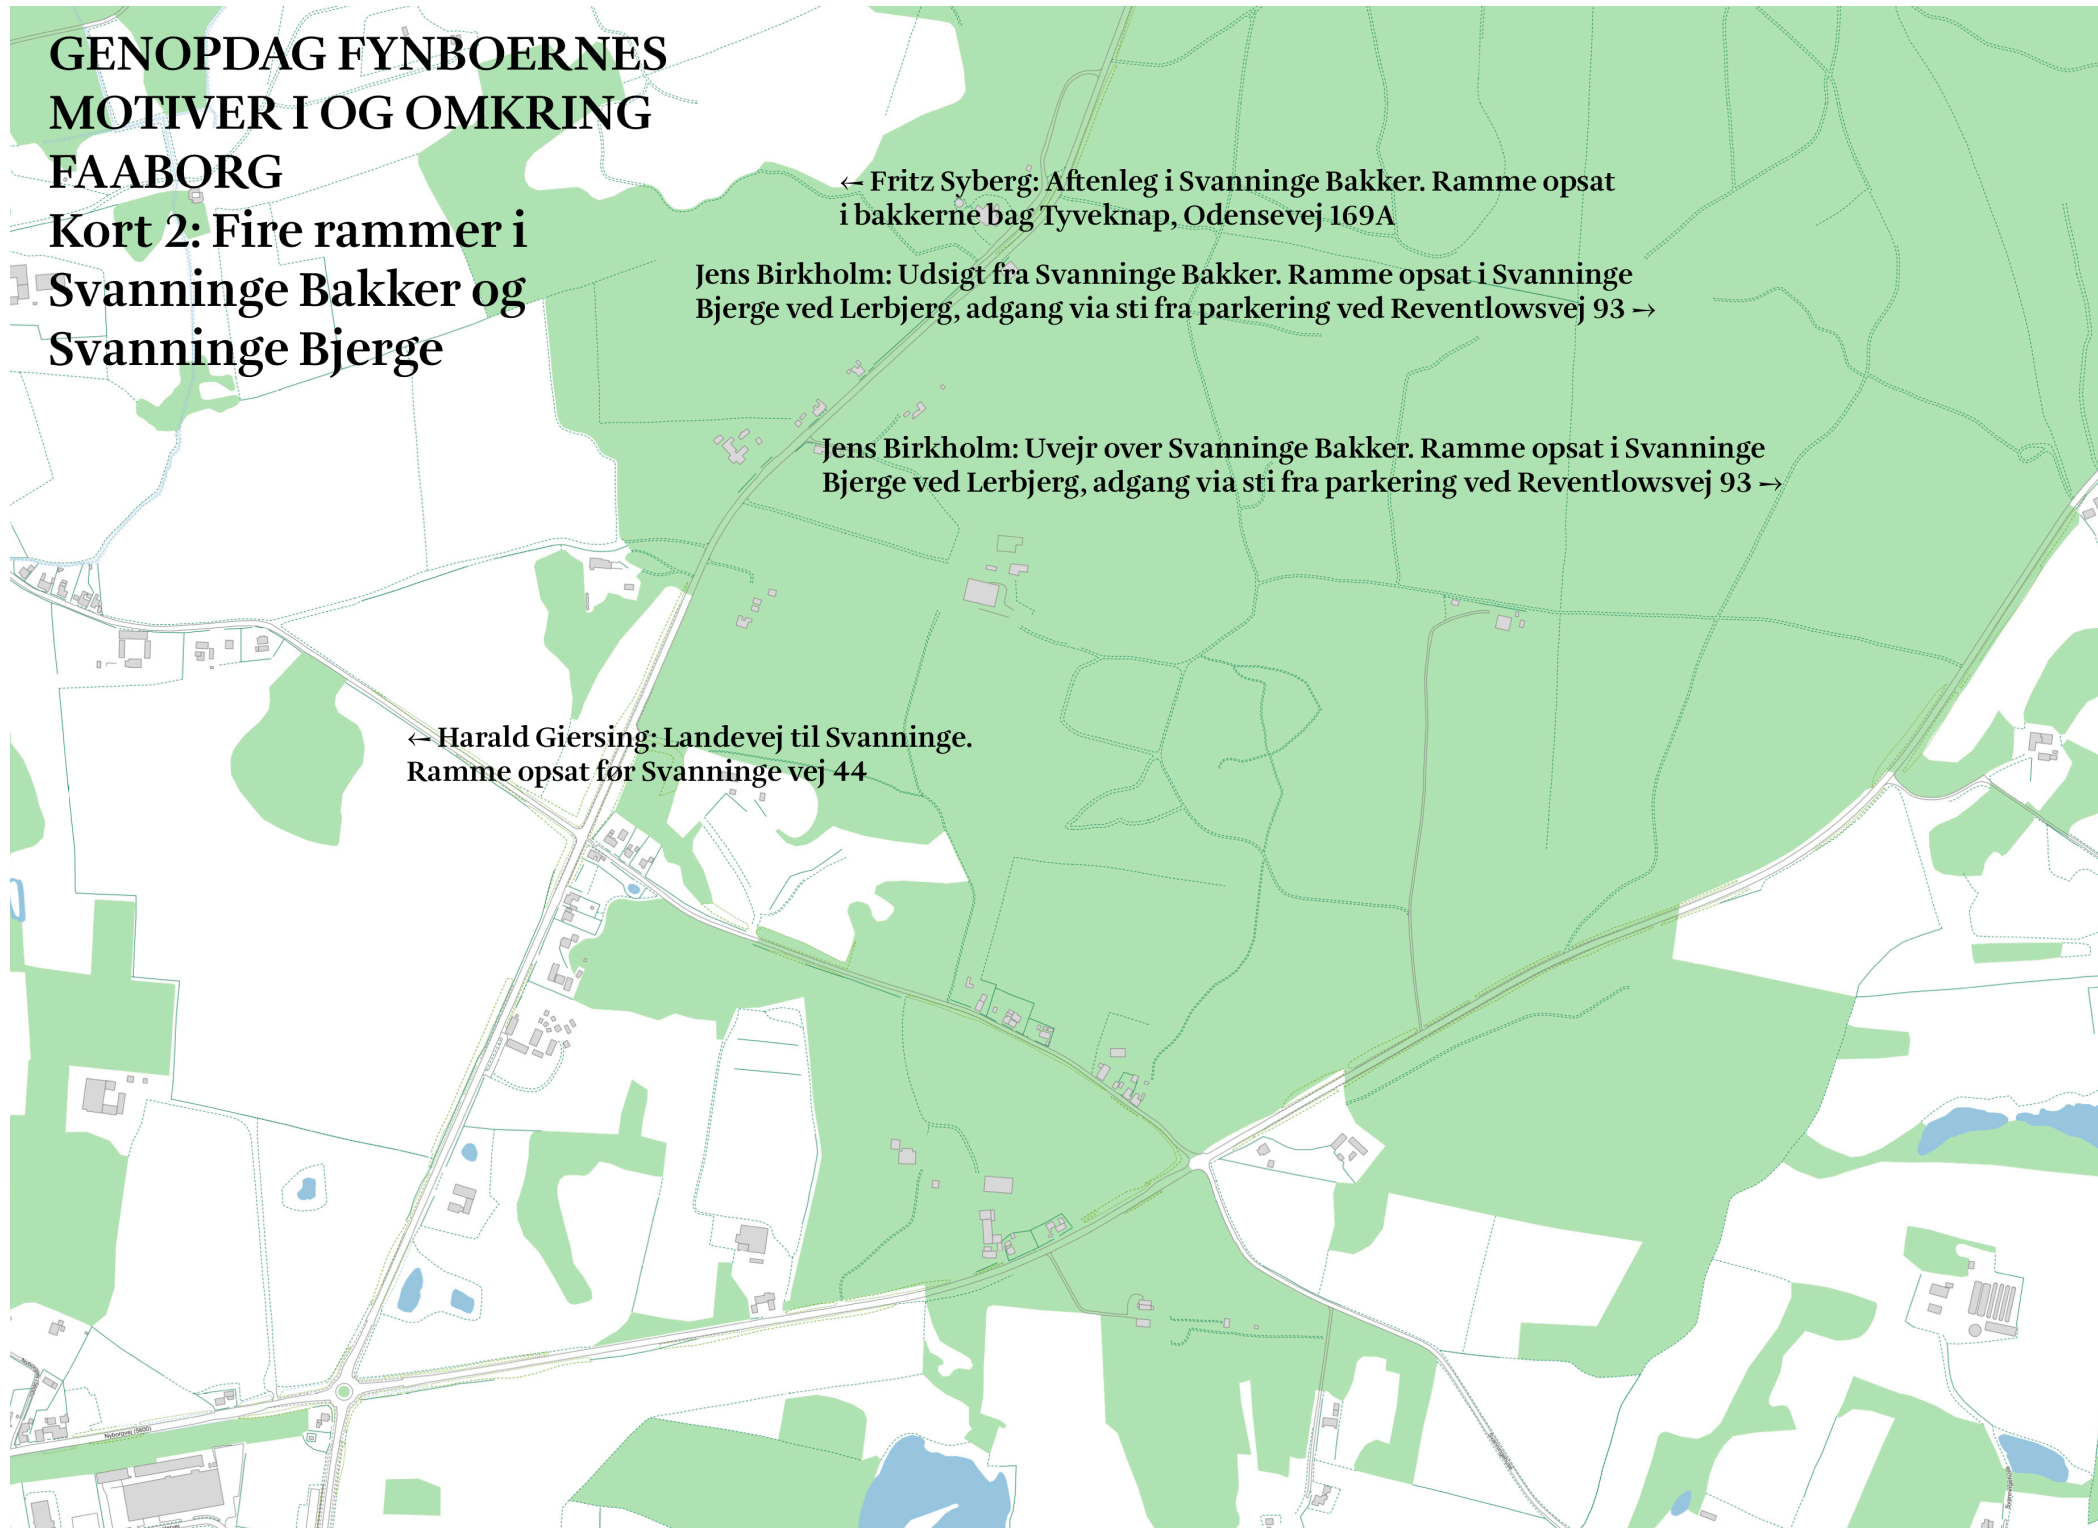 GENOPDAG FYNBOERNES
MOTIVER I OG OMKRING
FAABORG
Kort 2: Fire rammer i
Svanninge Bakker og
Svanninge Bjerge
← Fritz Syberg: Aftenleg i Svanninge Bakker. Ramme opsat
i bakkerne bag Tyveknap, Odensevej 169A
Jens Birkholm: Udsigt fra Svanninge Bakker. Ramme opsat i Svanninge
Bjerge ved Lerbjerg, adgang via sti fra parkering ved Reventlowsvej 93 →
Jens Birkholm: Uvejr over Svanninge Bakker. Ramme opsat i Svanninge
Bjerge ved Lerbjerg, adgang via sti fra parkering ved Reventlowsvej 93 →
← Harald Giersing: Landevej til Svanninge.
Ramme opsat før Svanninge vej 44
Nyborgvej (5600)